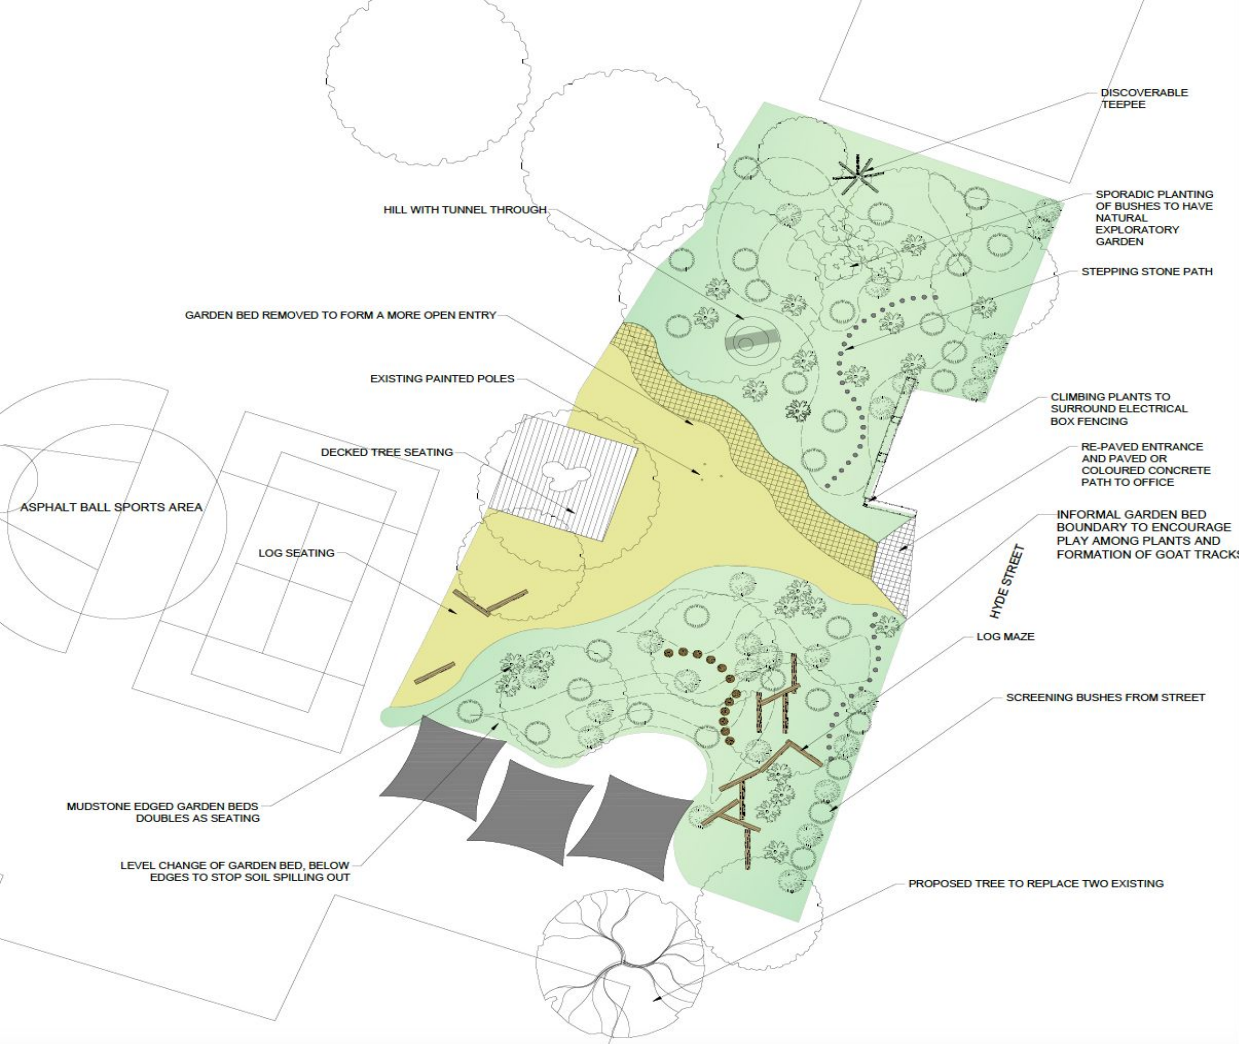 DISCOVERABLE
TEEPEE
SPORADIC PLANTING
OF BUSHES TO HAVE
NATURAL
EXPLORATORY
GARDEN
HILL WITH TUNNEL THROUGH
STEPPING STONE PATH
GARDEN BED REMOVED TO FORM A MORE OPEN ENTRY
EXISTING PAINTED POLES
CLIMBING PLANTS TO
SURROUND ELECTRICAL
BOX FENCING
DECKED TREE SEATING
RE-PAVED ENTRANCE
AND PAVED OR
COLOURED CONCRETE
PATH TO OFFICE
ASPHALT BALL SPORTS AREA
INFORMAL GARDEN BED
BOUNDARY TO ENCOURAGE
PLAY AMONG PLANTS AND
FORMATION OF GOAT TRACKS
LOG SEATING
HYDE STREET
LOG MAZE
SCREENING BUSHES FROM STREET
MUDSTONE EDGED GARDEN BEDS
DOUBLES AS SEATING
LEVEL CHANGE OF GARDEN BED, BELOW
EDGES TO STOP SOIL SPILLING OUT
PROPOSED TREE TO REPLACE TWO EXISTING